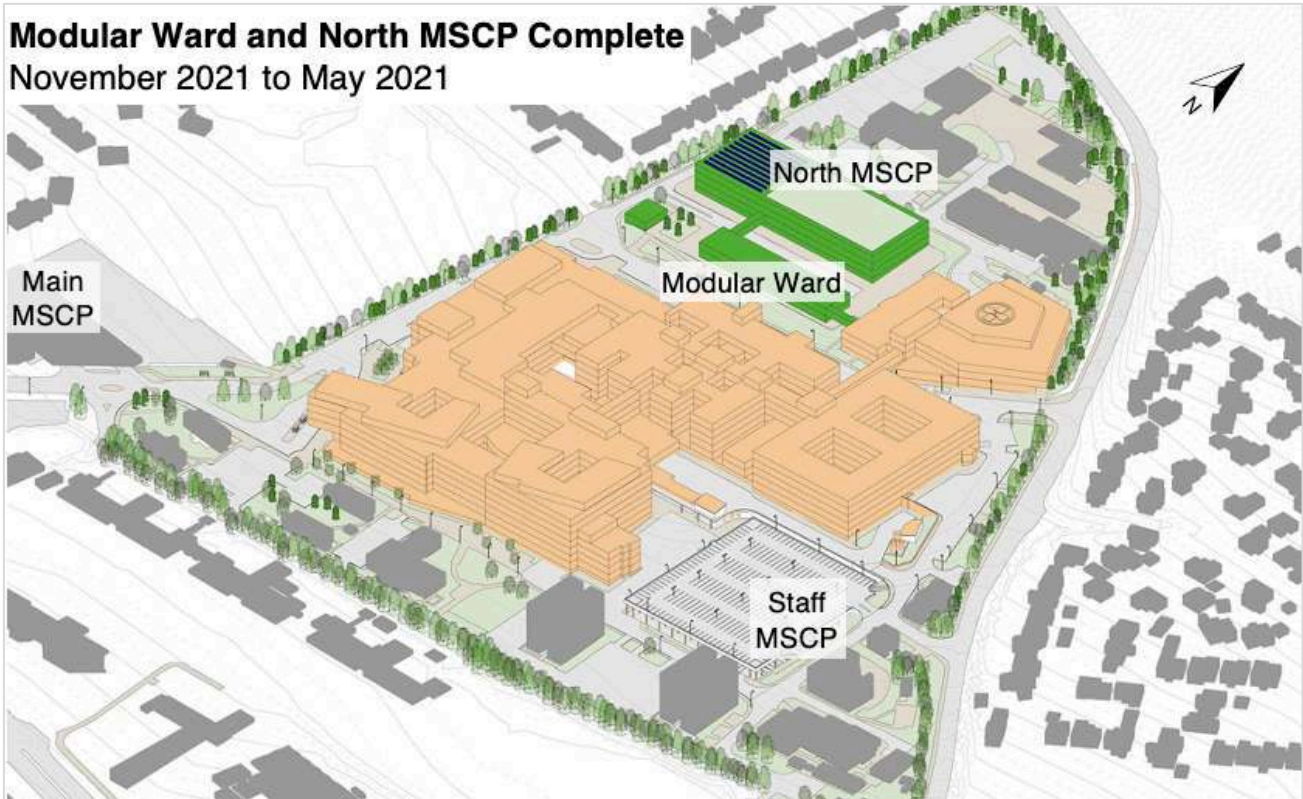 Modular Ward and North MSCP Complete
November 2021 to May 2021
N
North MSCP
Modular Ward
Main
MSCP
Staff
MSCP